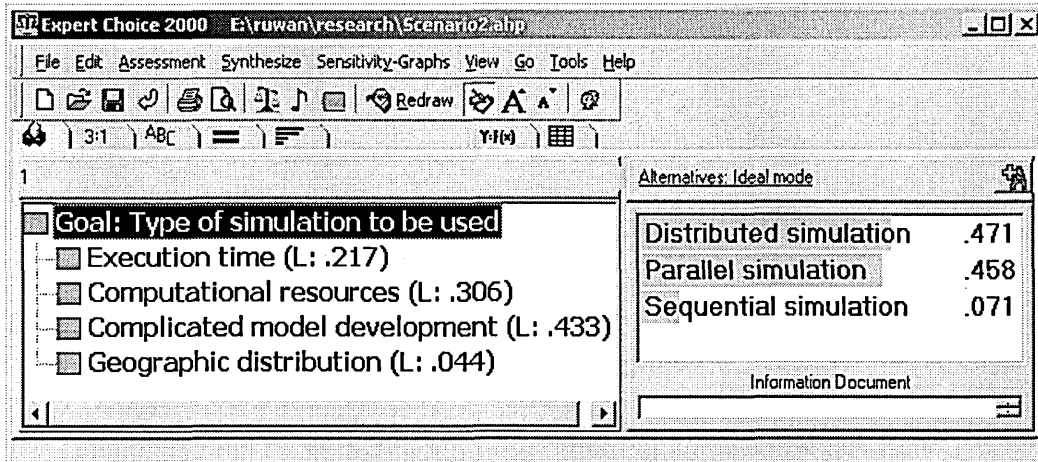 Expert Choice 2000 E:\ruwan\research\Scenario2.ahp
File Edit Assessment Synthesize Sensitivity-Graphs View Go Tools Help
Redraw A A
3:1 ABC Y:F(x)
1
Alternatives: Ideal mode
Goal: Type of simulation to be used
Execution time (L: .217)
Computational resources (L: .306)
Complicated model development (L: .433)
Geographic distribution (L: .044)
Distributed simulation .471
Parallel simulation .458
Sequential simulation .071
Information Document